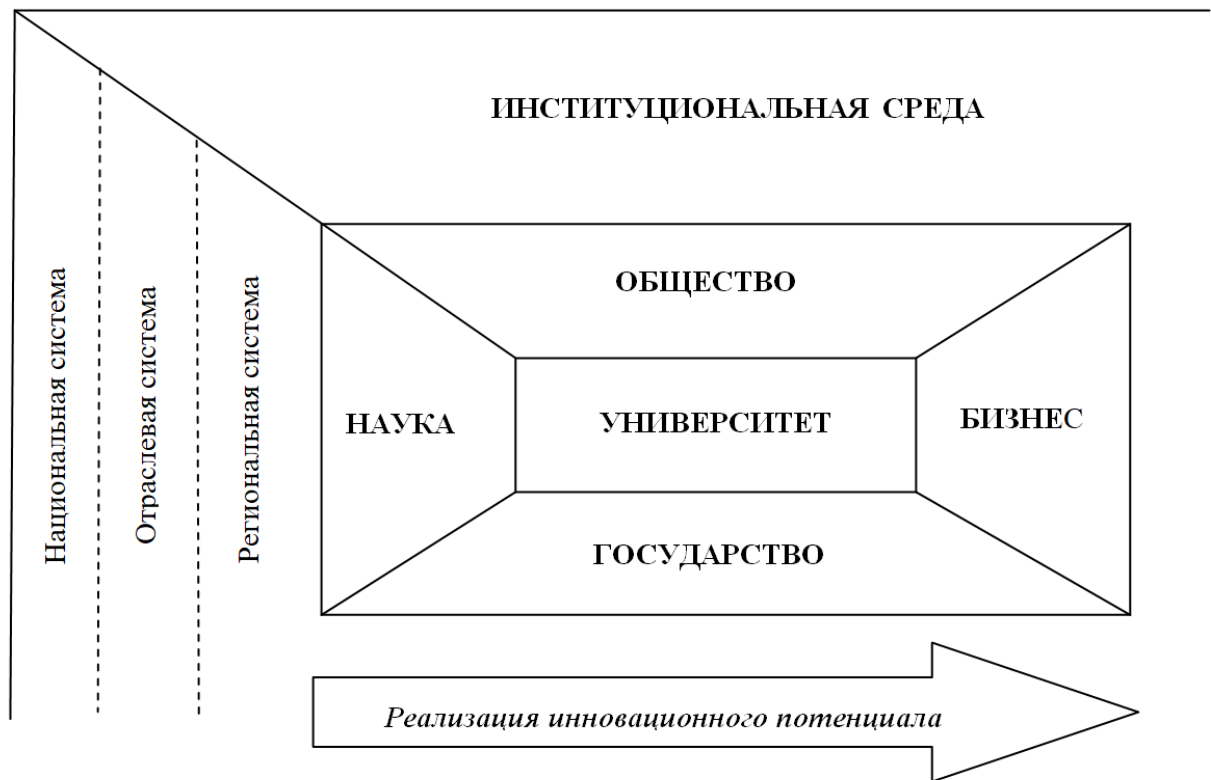 ИНСТИТУЦИОНАЛЬНАЯ СРЕДА
Национальная система
Отраслевая система
Региональная система
ОБЩЕСТВО
НАУКА
УНИВЕРСИТЕТ
БИЗНЕС
ГОСУДАРСТВО
Реализация инновационного потенциала